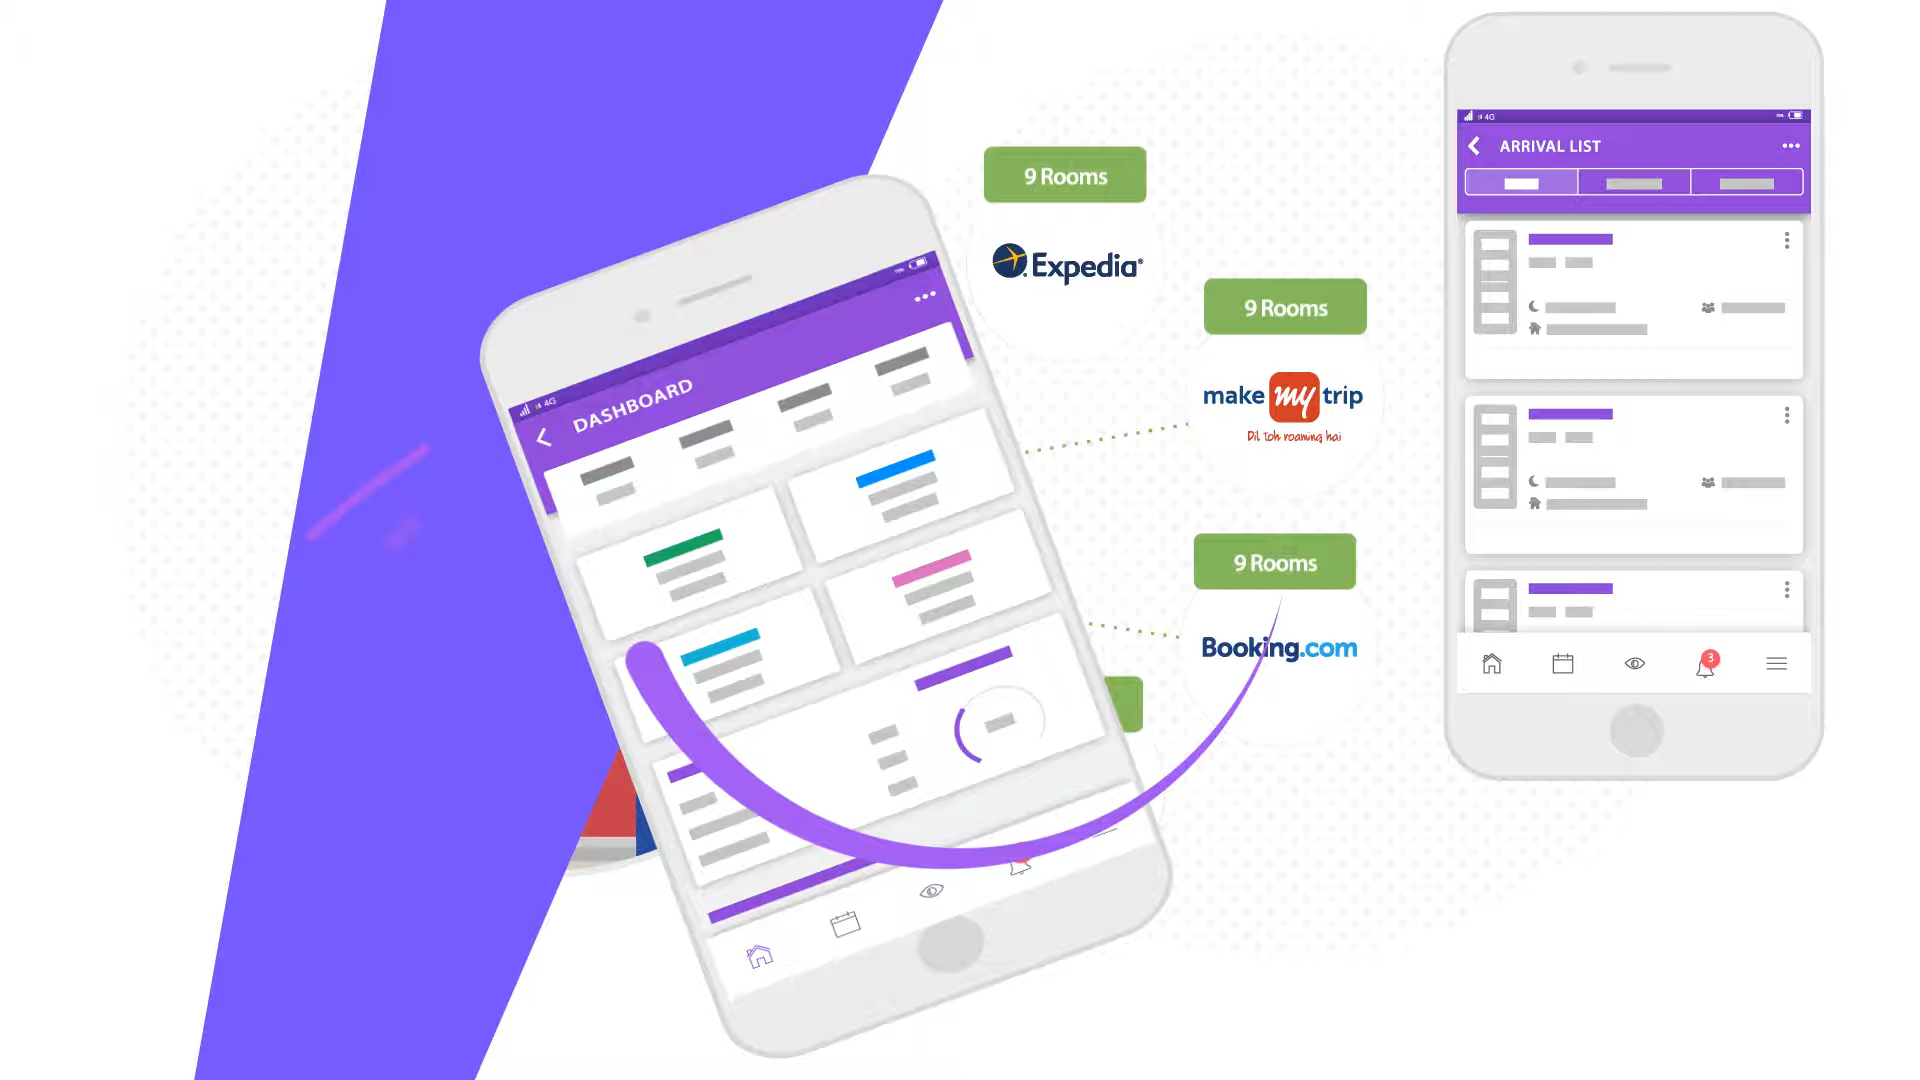 9 Rooms
Expedia®
9 Rooms
make my trip
Dil toh roaming hai
9 Rooms
Booking.com
4G
DASHBOARD
4G
ARRIVAL LIST
3